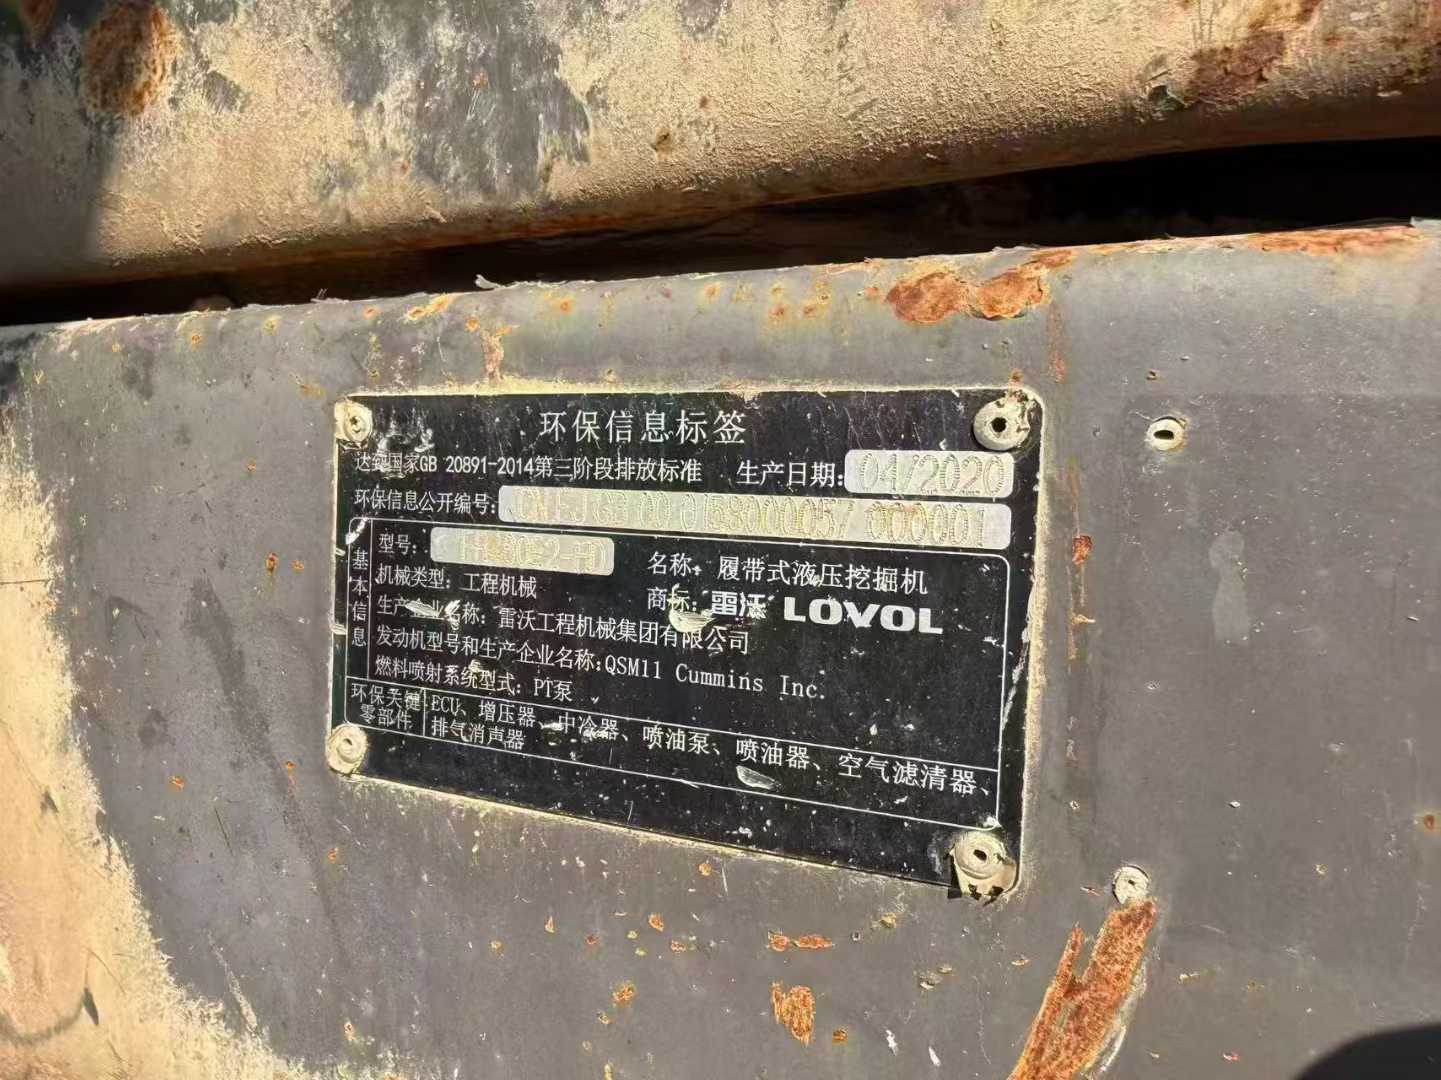 环保信息标签
达到国家GB 20891-2014第三阶段排放标准 生产日期:04/2020
环保信息公开编号:
型号:
名称: 履带式液压挖掘机
基本信息
机械类型: 工程机械
商标: 雷沃 LOVOL
生产企业名称: 雷沃工程机械集团有限公司
发动机型号和生产企业名称:QSM11 Cummins Inc.
燃料喷射系统型式: PT泵
环保关键零部件
ECU、增压器、中冷器、喷油泵、喷油器、空气滤清器、
排气消声器